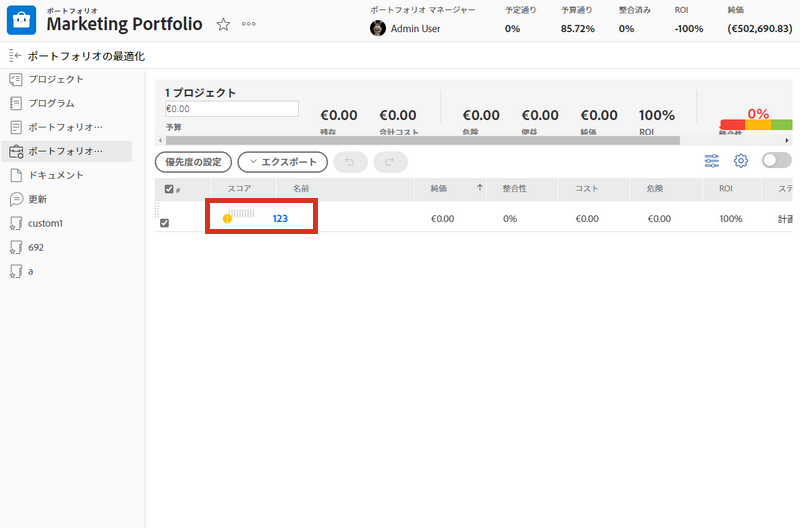 ポートフォリオ
Marketing Portfolio
ポートフォリオ マネージャー
Admin User
予定通り
0%
予算通り
85.72%
整合済み
0%
ROI
-100%
純価
(€502,690.83)
ポートフォリオの最適化
プロジェクト
プログラム
ポートフォリオ…
ポートフォリオ…
ドキュメント
更新
custom1
692
a
1 プロジェクト
€0.00
予算
€0.00
残存
€0.00
合計コスト
€0.00
危険
€0.00
便益
€0.00
純価
100%
ROI
0%
整合性
優先度の設定
エクスポート
# スコア 名前 純価 整合性 コスト 危険 ROI ステ
123 €0.00 0% €0.00 €0.00 100% 計画